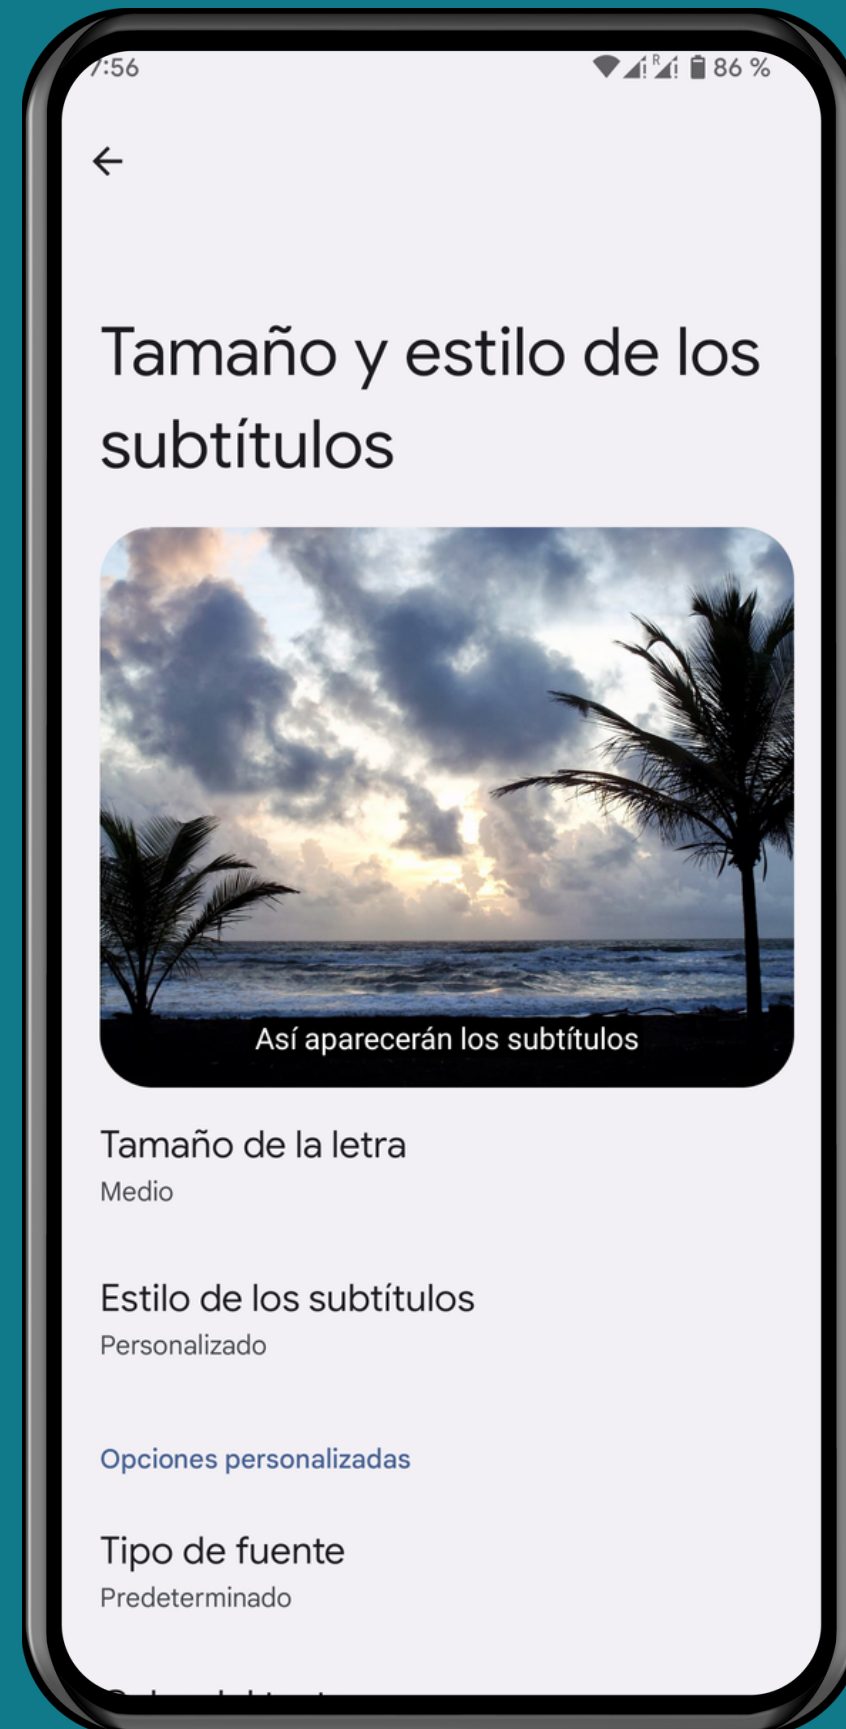 7:56
R
86 %
Tamaño y estilo de los
subtítulos
Así aparecerán los subtítulos
Tamaño de la letra
Medio
Estilo de los subtítulos
Personalizado
Opciones personalizadas
Tipo de fuente
Predeterminado